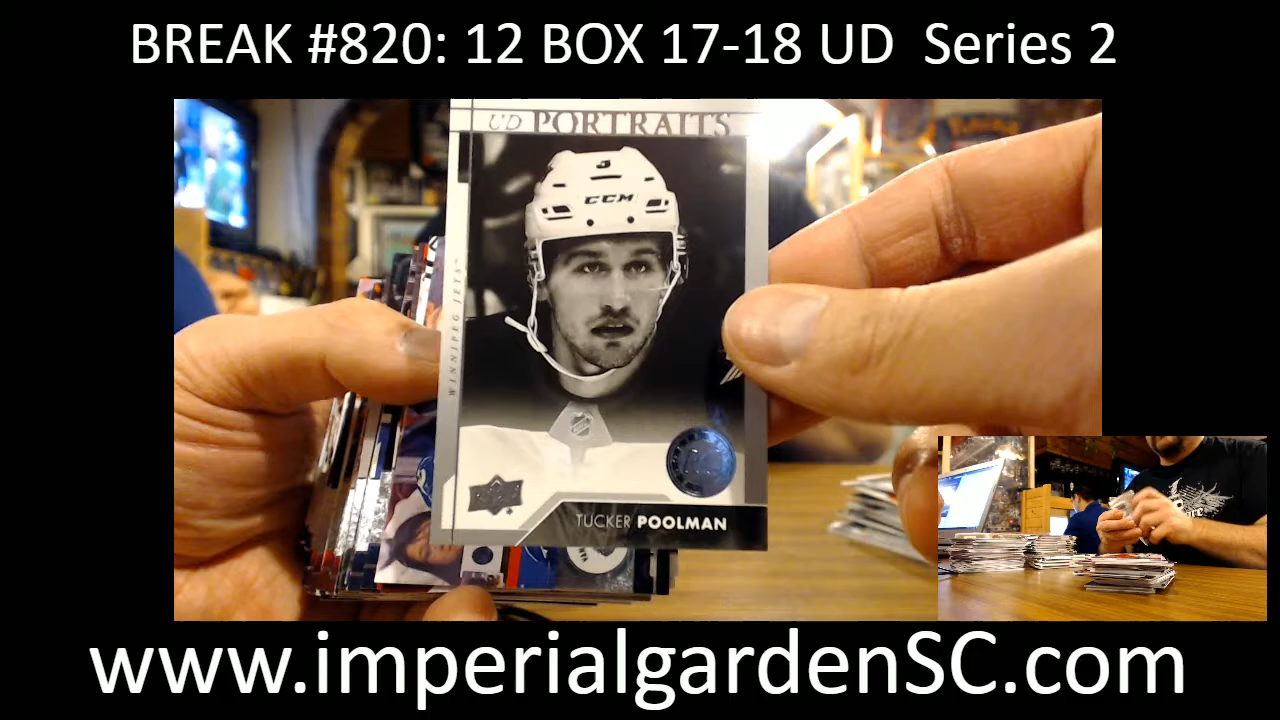 BREAK #820: 12 BOX 17-18 UD Series 2
UD PORTRAITS
3
CCM
WINNIPEG JETS
TUCKER POOLMAN
www.imperialgardenSC.com